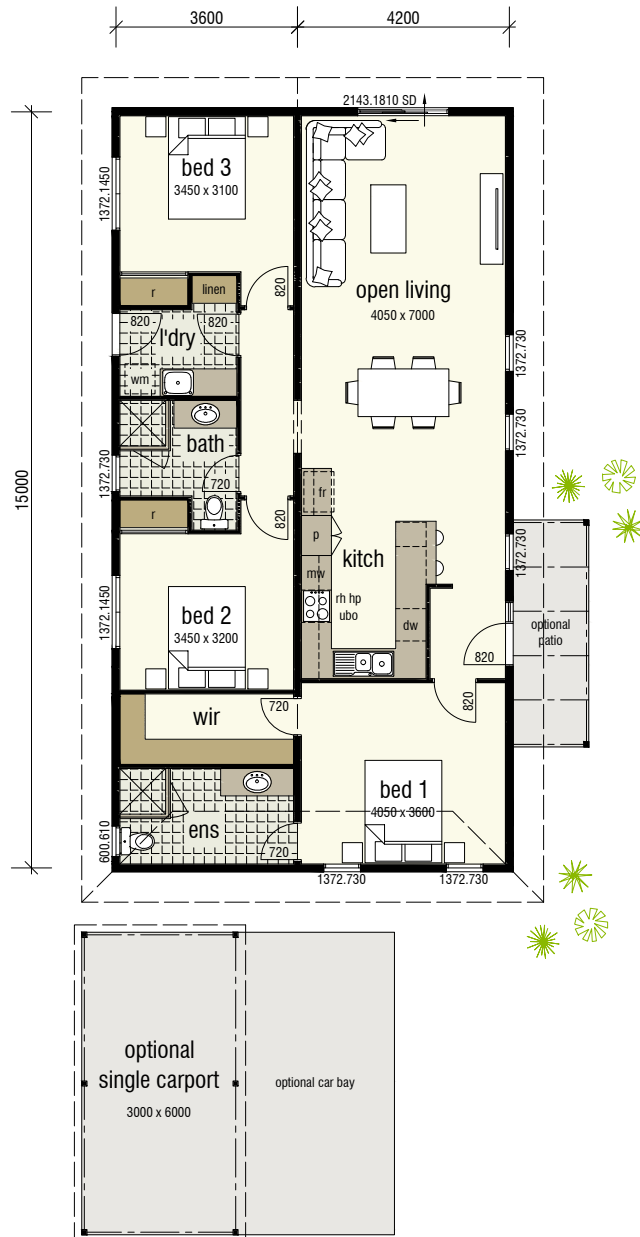 3600
4200
15000
2143.1810 SD
bed 3
3450 x 3100
1372.1450
r
linen
820
open living
4050 x 7000
820
820
l'dry
wm
1372.730
1372.730
bath
720
1372.730
r
820
fr
p
kitch
mw
rh hp
ubo
dw
1372.730
optional
patio
820
bed 2
3450 x 3200
1372.1450
wir
720
820
bed 1
4050 x 3600
ens
600.610
720
1372.730
1372.730
optional
single carport
3000 x 6000
optional car bay